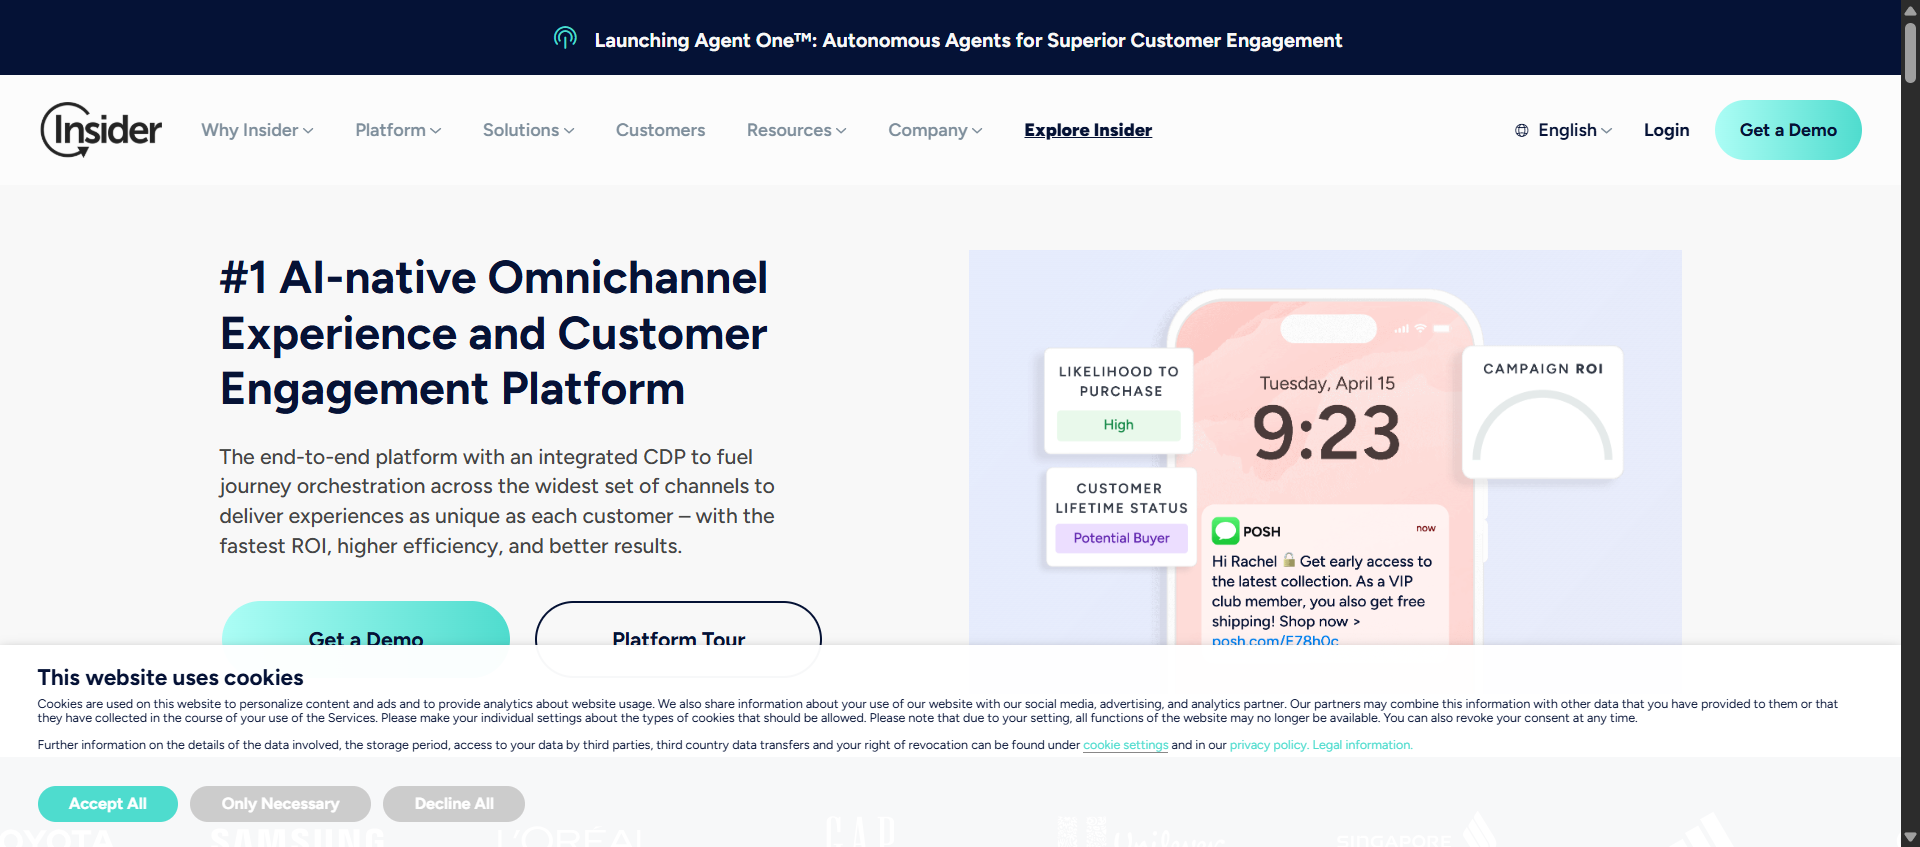 Launching Agent One™: Autonomous Agents for Superior Customer Engagement
Insider
Why Insider
Platform
Solutions
Customers
Resources
Company
Explore Insider
English
Login
Get a Demo
#1 AI-native Omnichannel
Experience and Customer
Engagement Platform
The end-to-end platform with an integrated CDP to fuel
journey orchestration across the widest set of channels to
deliver experiences as unique as each customer – with the
fastest ROI, higher efficiency, and better results.
Get a Demo
Platform Tour
LIKELIHOOD TO
PURCHASE
High
CUSTOMER
LIFETIME STATUS
Potential Buyer
Tuesday, April 15
9:23
CAMPAIGN ROI
POSH
now
Hi Rachel 🔓 Get early access to
the latest collection. As a VIP
club member, you also get free
shipping! Shop now >
posh.com/E78h0c
This website uses cookies
Cookies are used on this website to personalize content and ads and to provide analytics about website usage. We also share information about your use of our website with our social media, advertising, and analytics partner. Our partners may combine this information with other data that you have provided to them or that
they have collected in the course of your use of the Services. Please make your individual settings about the types of cookies that should be allowed. Please note that due to your setting, all functions of the website may no longer be available. You can also revoke your consent at any time.
Further information on the details of the data involved, the storage period, access to your data by third parties, third country data transfers and your right of revocation can be found under cookie settings and in our privacy policy. Legal information.
Accept All
Only Necessary
Decline All
TOYOTA
SAMSUNG
L'ORÉAL
GAP
Unilever
SINGAPORE